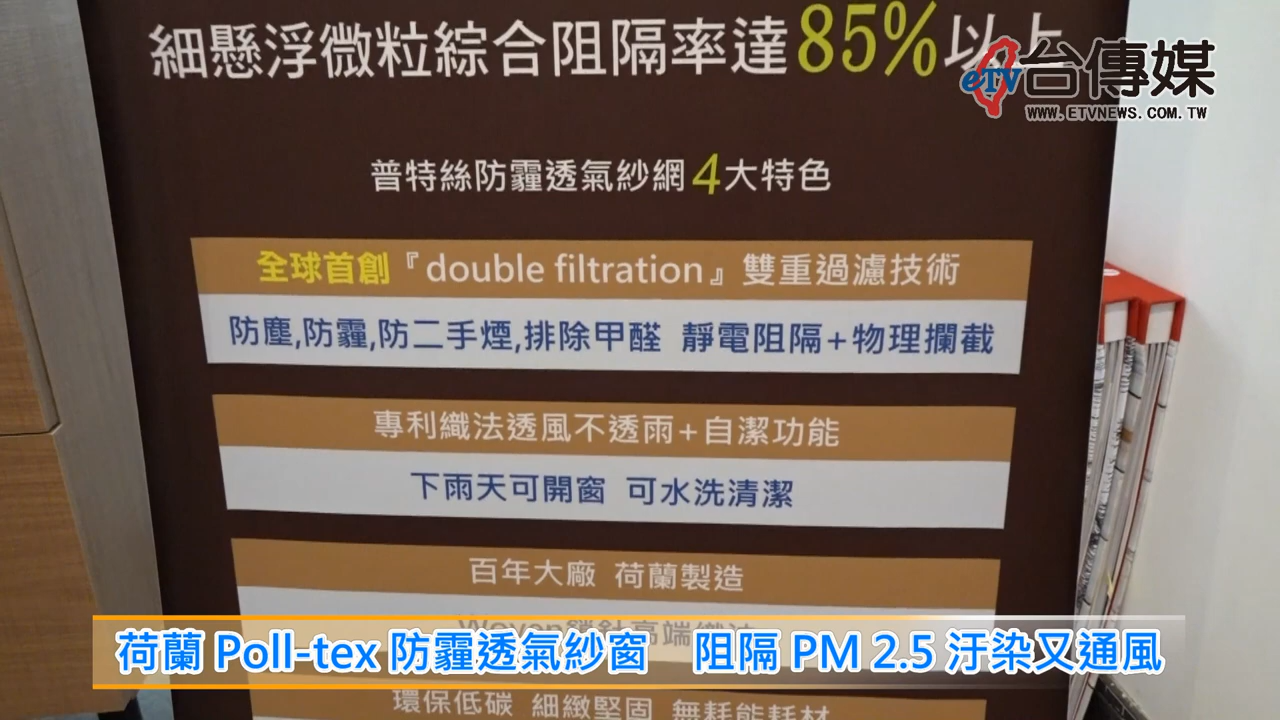 細懸浮微粒綜合阻隔率達85%以上
etv台傳媒
WWW.ETVNEWS.COM.TW
普特絲防霾透氣紗網4大特色
全球首創『double filtration』雙重過濾技術
防塵,防霾,防二手煙,排除甲醛 靜電阻隔+物理攔截
專利織法透風不透雨+自潔功能
下雨天可開窗 可水洗清潔
百年大廠 荷蘭製造
荷蘭 Poll-tex 防霾透氣紗窗 阻隔 PM 2.5 汙染又通風
環保低碳 細緻堅固 無耗能耗材